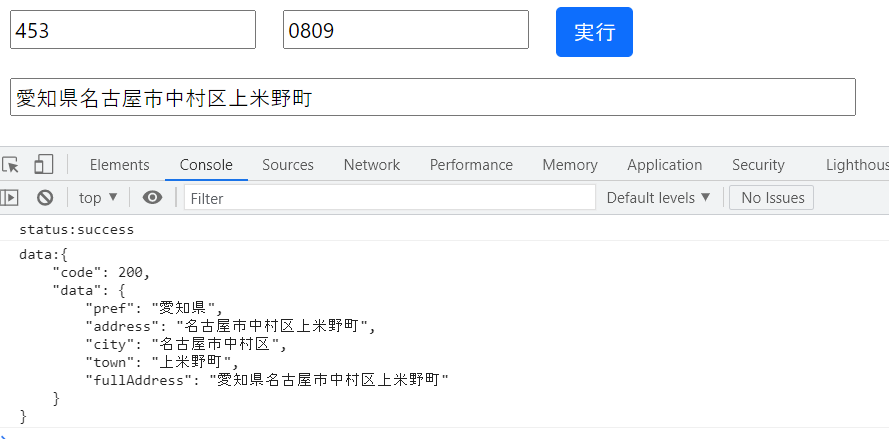 453 0809 実行
愛知県名古屋市中村区上米野町
Elements Console Sources Network Performance Memory Application Security Lighthous
top ▼ Filter Default levels ▼ No Issues
status:success
data:{
    "code": 200,
    "data": {
        "pref": "愛知県",
        "address": "名古屋市中村区上米野町",
        "city": "名古屋市中村区",
        "town": "上米野町",
        "fullAddress": "愛知県名古屋市中村区上米野町"
    }
}